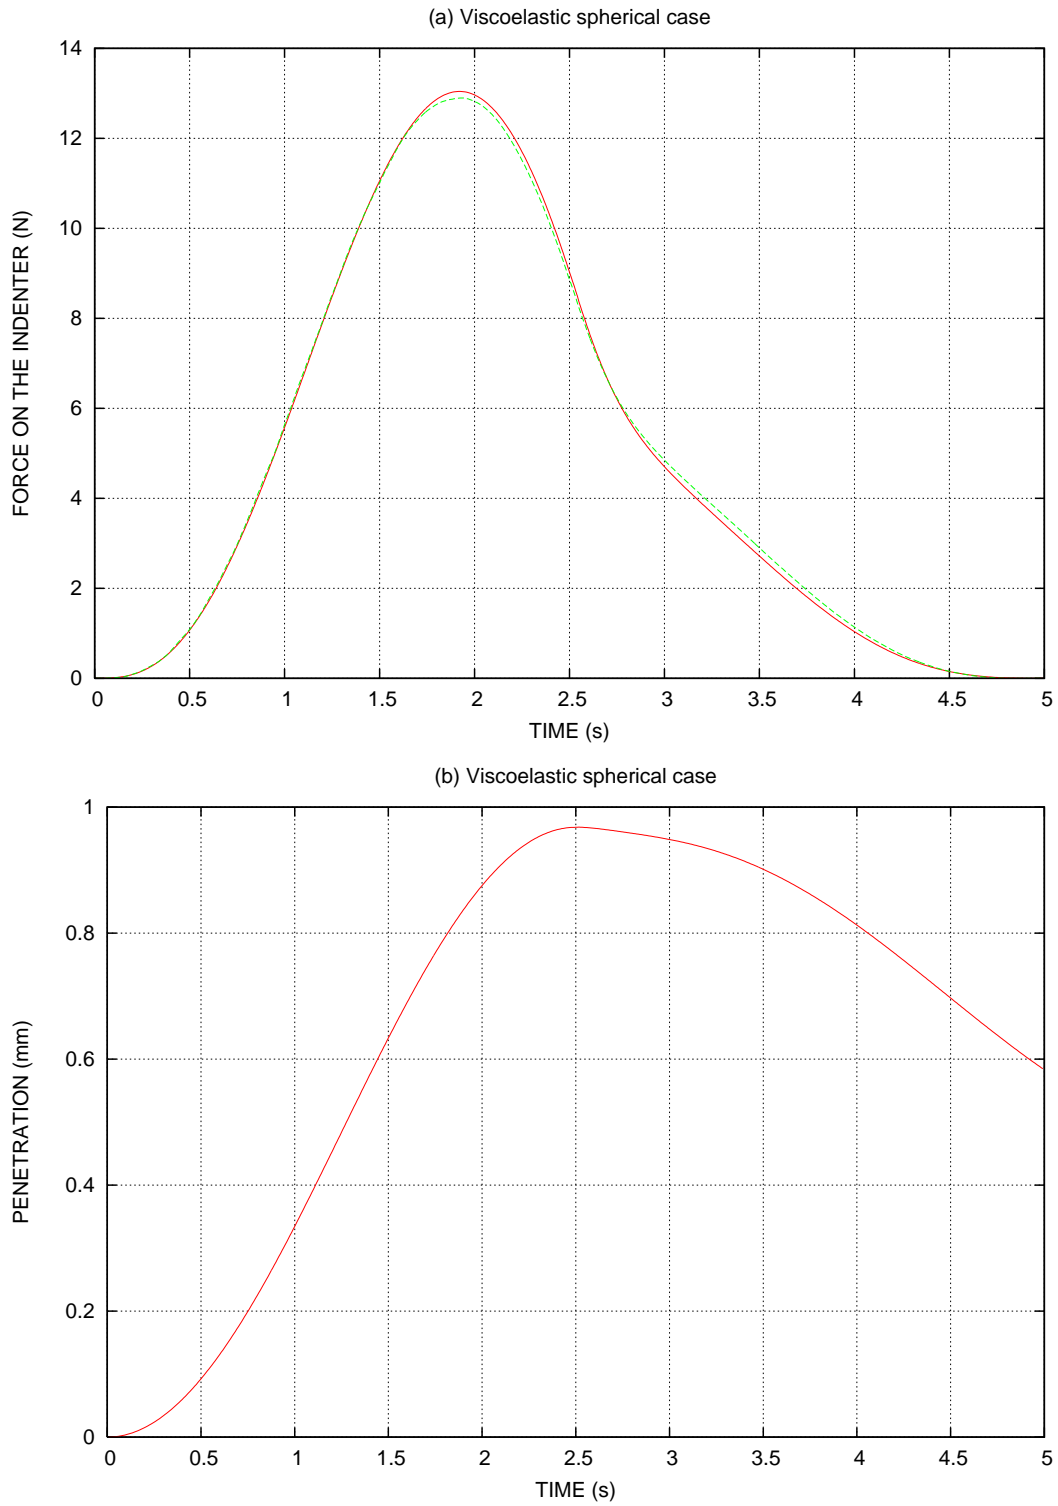 (a) Viscoelastic spherical case
14
12
10
8
6
4
2
0
FORCE ON THE INDENTER (N)
0 0.5 1 1.5 2 2.5 3 3.5 4 4.5 5
TIME (s)
(b) Viscoelastic spherical case
1
0.8
0.6
0.4
0.2
0
PENETRATION (mm)
0 0.5 1 1.5 2 2.5 3 3.5 4 4.5 5
TIME (s)